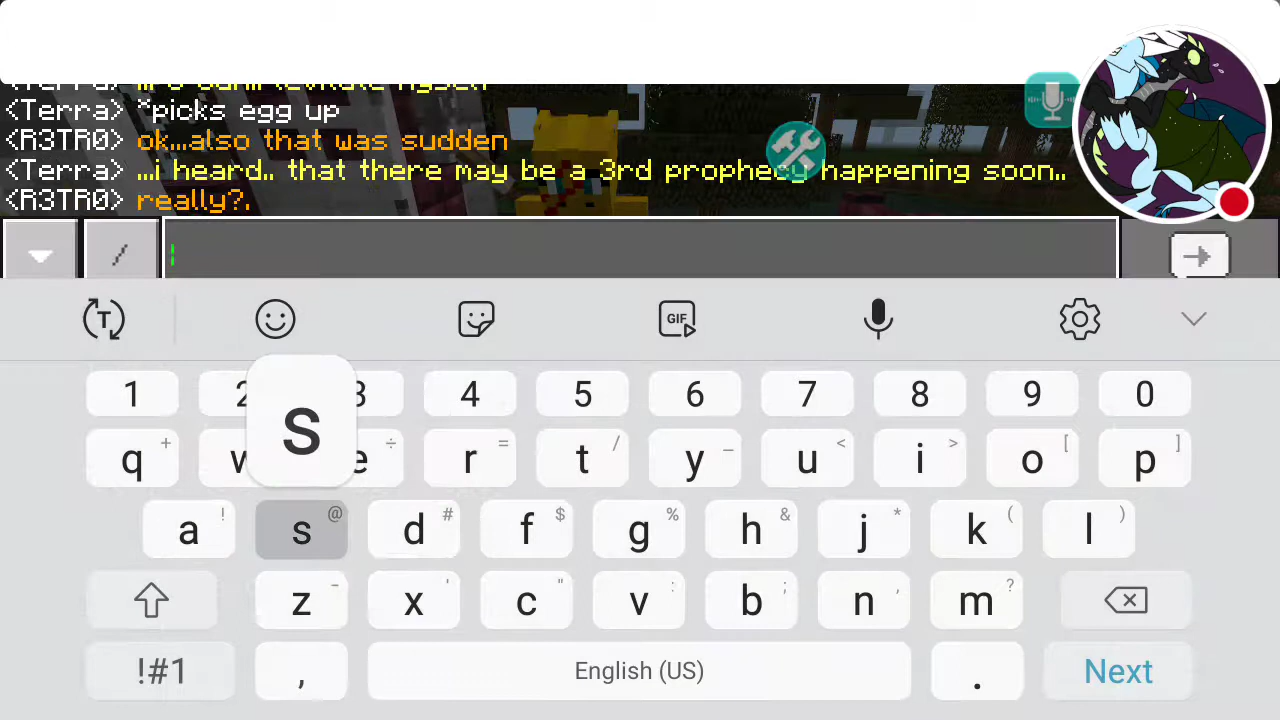 <Terra> *picks egg up
<R3TR0> ok...also that was sudden
<Terra> ...i heard.. that there may be a 3rd prophecy happening soon..
<R3TR0> really?.
/
T
GIF
1 2 3 4 5 6 7 8 9 0
q + w e ÷ r = t / y – u < i > o [ p ]
s
a ! s @ d # f $ g % h & j * k ( l )
z - x ' c " v : b ; n , m ?
!#1 , English (US) . Next